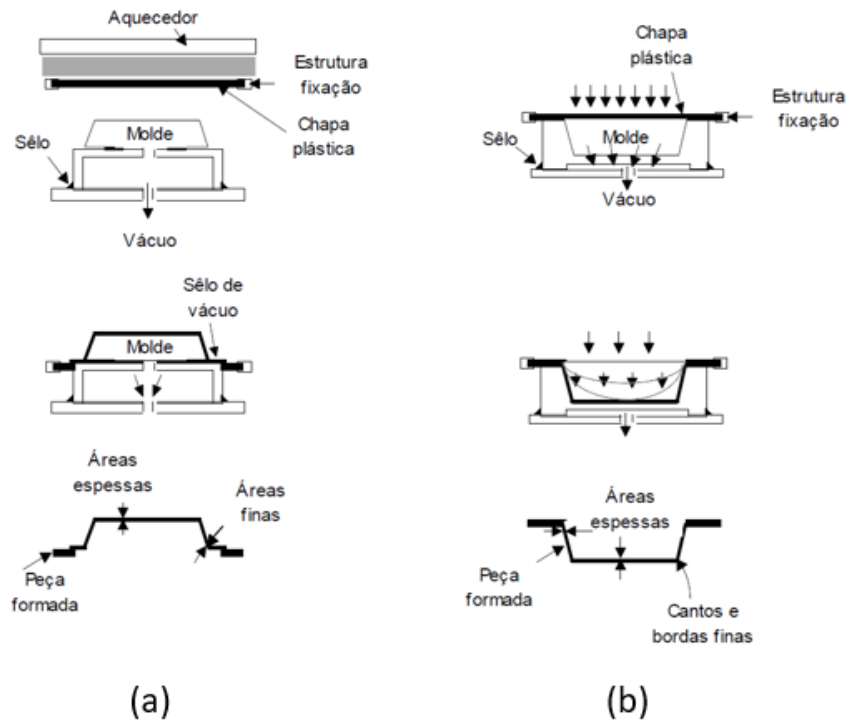 Aquecedor
Estrutura
fixação
Chapa
plástica
Molde
Sêlo
Vácuo
Sêlo de
vácuo
Molde
Áreas
espessas
Áreas
finas
Peça
formada
(a)
Chapa
plástica
Estrutura
fixação
Sêlo
Molde
Vácuo
Áreas
espessas
Peça
formada
Cantos e
bordas finas
(b)